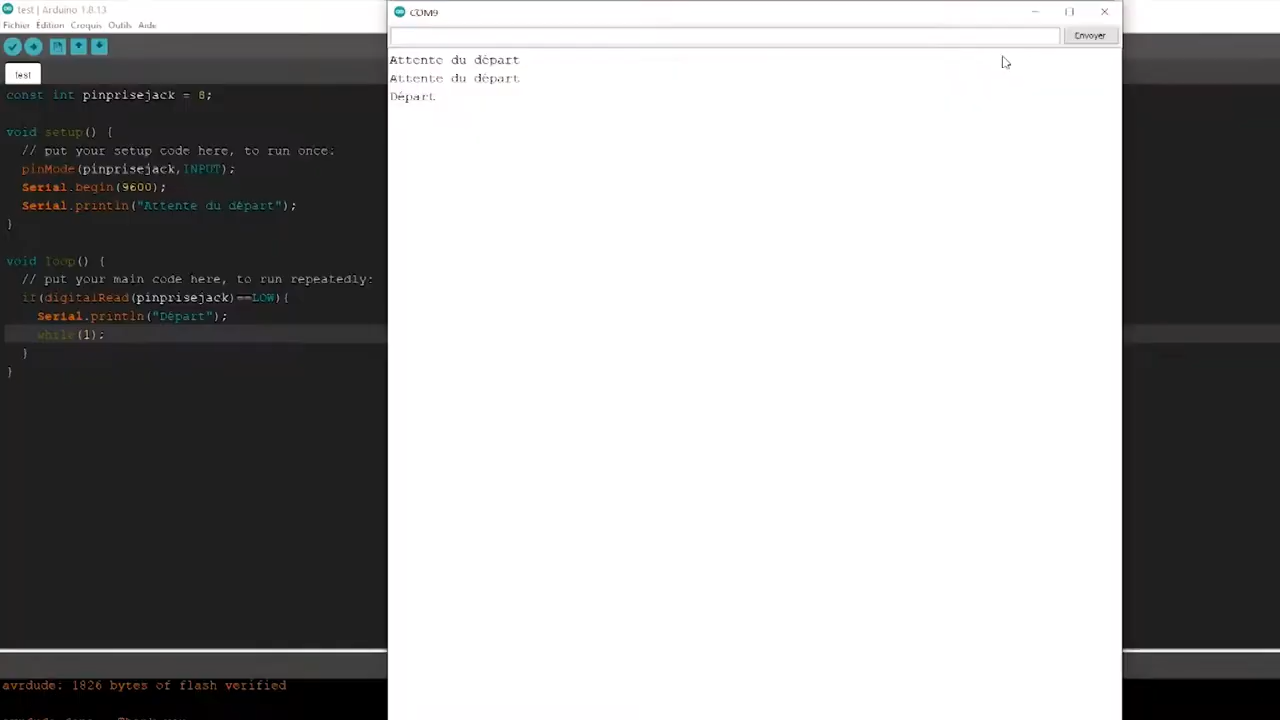 test | Arduino 1.8.13
Fichier Édition Croquis Outils Aide
test
const int pinprisejack = 8;
void setup() {
// put your setup code here, to run once:
pinMode(pinprisejack,INPUT);
Serial.begin(9600);
Serial.println("Attente du départ");
}
void loop() {
// put your main code here, to run repeatedly:
if(digitalRead(pinprisejack)==LOW){
Serial.println("Départ");
while(1);
}
}
avrdude: 1826 bytes of flash verified
COM9
Envoyer
Attente du départ
Attente du départ
Départ